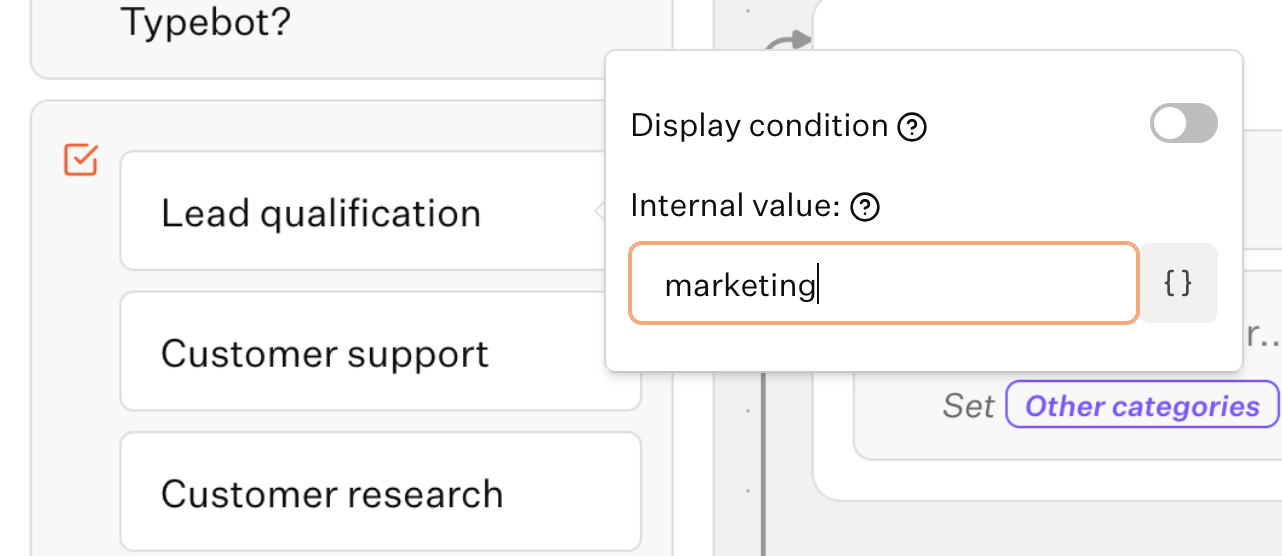 Typebot?
Display condition
Lead qualification
Internal value:
marketing
{}
Customer support
r...
Set Other categories
Customer research